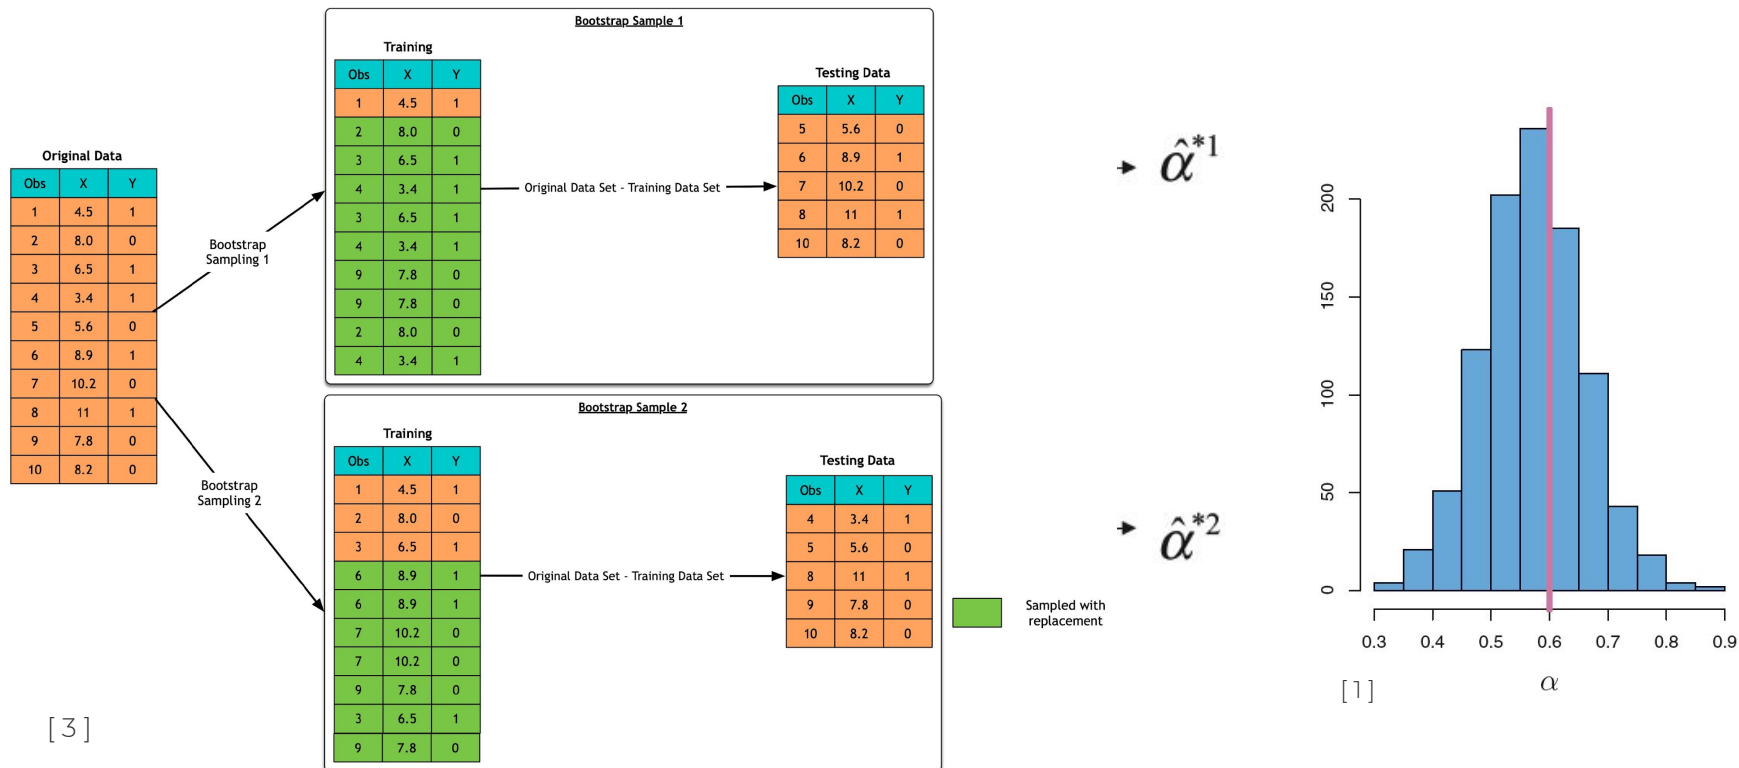 Original Data
Obs X Y
1 4.5 1
2 8.0 0
3 6.5 1
4 3.4 1
5 5.6 0
6 8.9 1
7 10.2 0
8 11 1
9 7.8 0
10 8.2 0
Bootstrap
Sampling 1
Bootstrap
Sampling 2
Bootstrap Sample 1
Training
Obs X Y
1 4.5 1
2 8.0 0
3 6.5 1
4 3.4 1
3 6.5 1
4 3.4 1
9 7.8 0
9 7.8 0
2 8.0 0
4 3.4 1
Original Data Set - Training Data Set
Testing Data
Obs X Y
5 5.6 0
6 8.9 1
7 10.2 0
8 11 1
10 8.2 0
α̂*1
Bootstrap Sample 2
Training
Obs X Y
1 4.5 1
2 8.0 0
3 6.5 1
6 8.9 1
6 8.9 1
7 10.2 0
7 10.2 0
9 7.8 0
3 6.5 1
9 7.8 0
Original Data Set - Training Data Set
Testing Data
Obs X Y
4 3.4 1
5 5.6 0
8 11 1
9 7.8 0
10 8.2 0
α̂*2
Sampled with
replacement
[3]
200
150
100
50
0
0.3 0.4 0.5 0.6 0.7 0.8 0.9
α
[1]